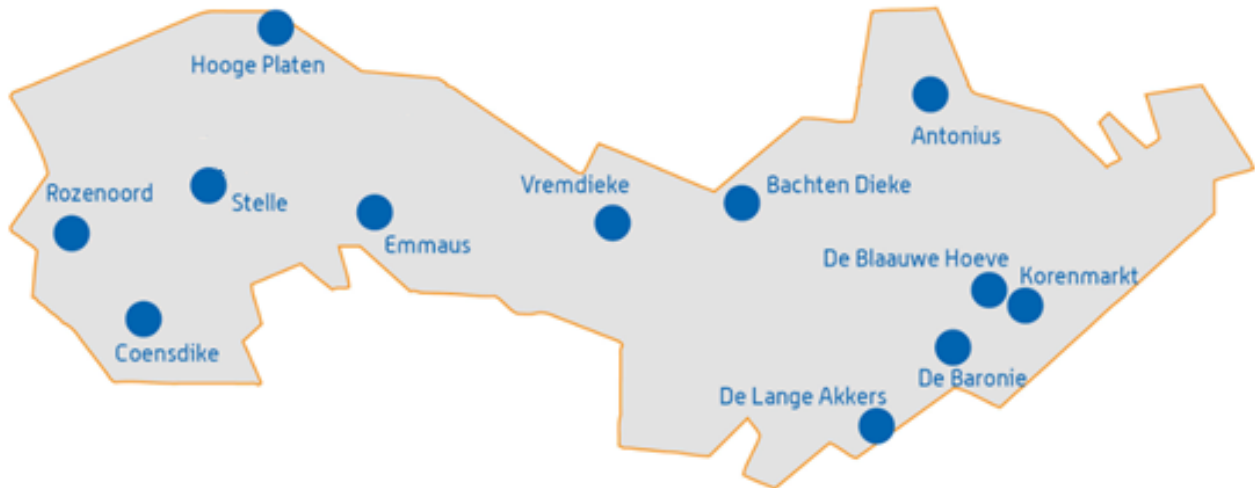 Hooge Platen
Antonius
Rozenoord
Stelle
Vremdieke
Bachten Dieke
Emmaus
De Blaauwe Hoeve
Korenmarkt
Coensdike
De Baronie
De Lange Akkers